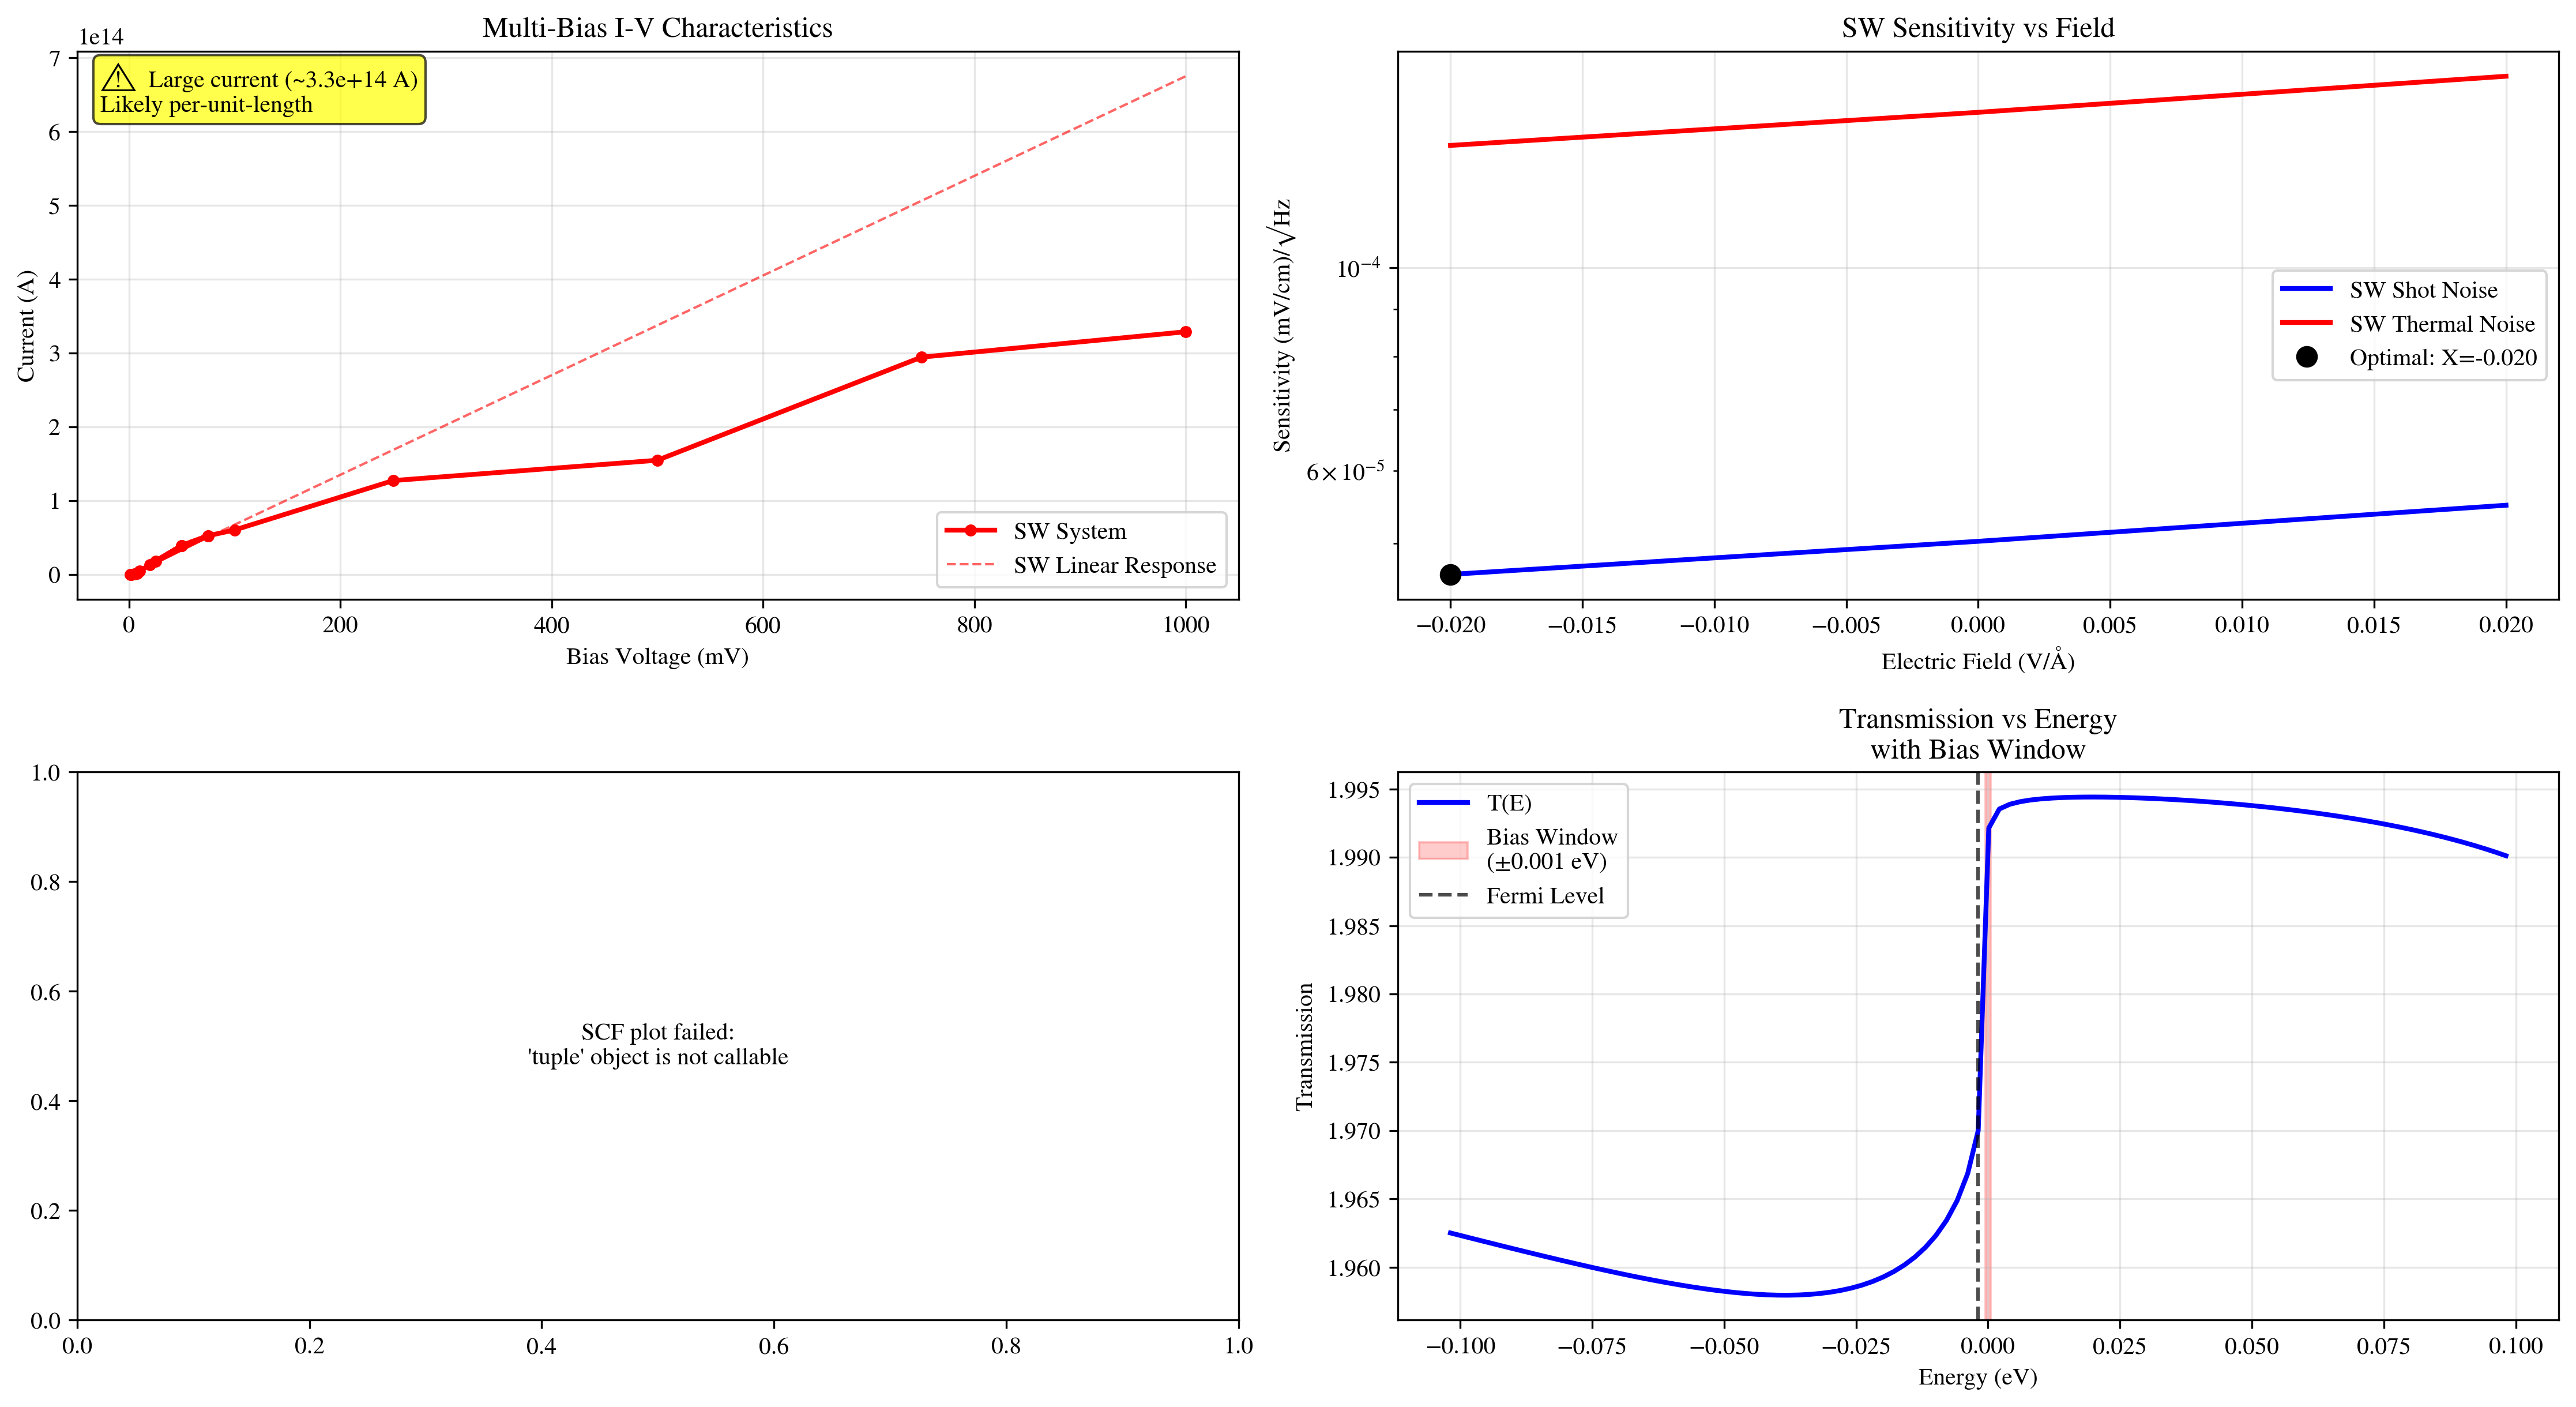 Multi-Bias I-V Characteristics
1e14
7
6
5
4
3
2
1
0
Current (A)
⚠ Large current (~3.3e+14 A)
Likely per-unit-length
SW System
SW Linear Response
0 200 400 600 800 1000
Bias Voltage (mV)
SW Sensitivity vs Field
Sensitivity (mV/cm)/√Hz
10⁻⁴
6×10⁻⁵
SW Shot Noise
SW Thermal Noise
Optimal: X=-0.020
−0.020 −0.015 −0.010 −0.005 0.000 0.005 0.010 0.015 0.020
Electric Field (V/Å)
1.0
0.8
0.6
0.4
0.2
0.0
SCF plot failed:
'tuple' object is not callable
0.0 0.2 0.4 0.6 0.8 1.0
Transmission vs Energy
with Bias Window
1.995
1.990
1.985
1.980
1.975
1.970
1.965
1.960
Transmission
T(E)
Bias Window
(±0.001 eV)
Fermi Level
−0.100 −0.075 −0.050 −0.025 0.000 0.025 0.050 0.075 0.100
Energy (eV)